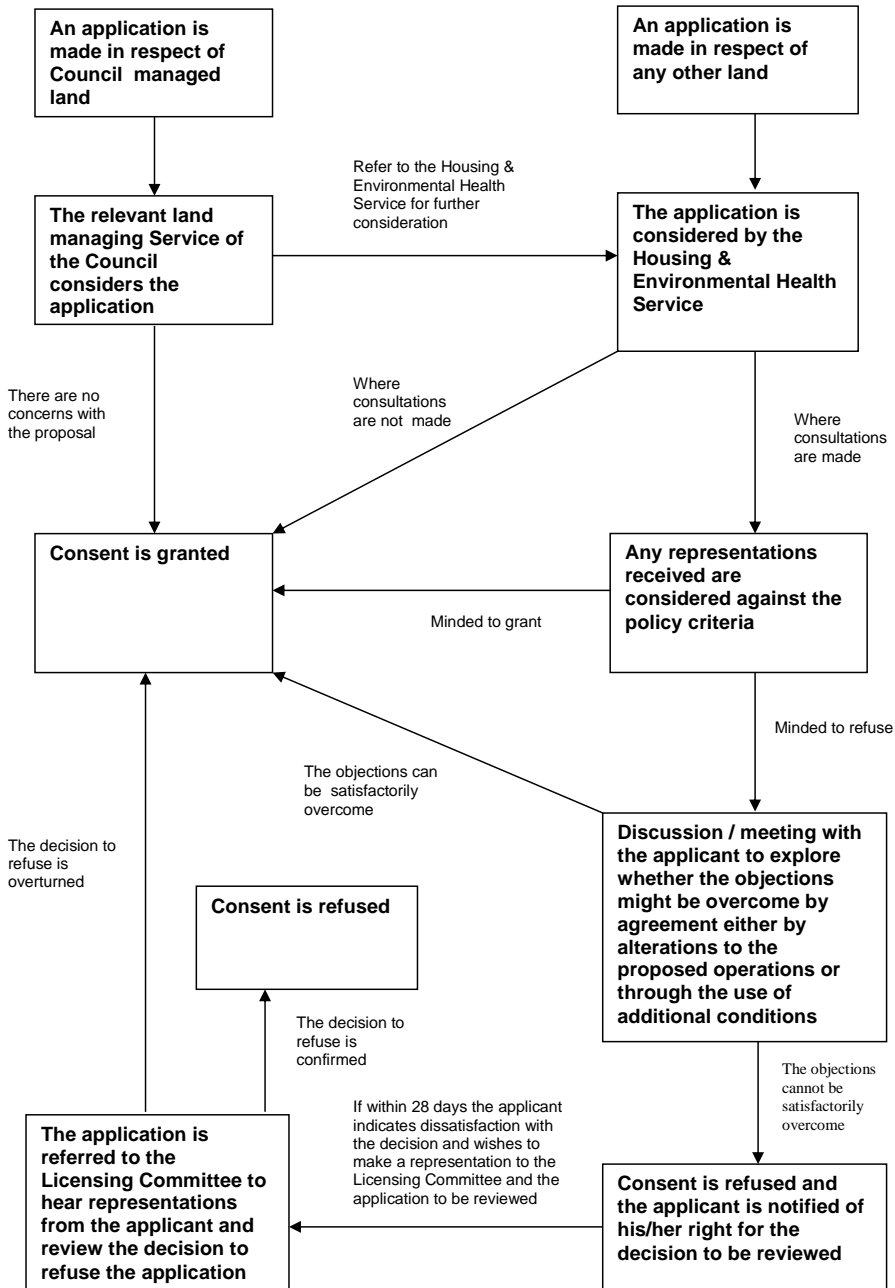 An application is
made in respect of
Council managed
land
An application is
made in respect of
any other land
Refer to the Housing &
Environmental Health
Service for further
consideration
The relevant land
managing Service of
the Council
considers the
application
The application is
considered by the
Housing &
Environmental Health
Service
There are no
concerns with
the proposal
Where
consultations
are not made
Where
consultations
are made
Consent is granted
Any representations
received are
considered against the
policy criteria
Minded to grant
Minded to refuse
The objections can
be satisfactorily
overcome
The decision to
refuse is
overturned
Discussion / meeting with
the applicant to explore
whether the objections
might be overcome by
agreement either by
alterations to the
proposed operations or
through the use of
additional conditions
Consent is refused
The decision to
refuse is
confirmed
The objections
cannot be
satisfactorily
overcome
If within 28 days the applicant
indicates dissatisfaction with
the decision and wishes to
make a representation to the
Licensing Committee and the
application to be reviewed
The application is
referred to the
Licensing Committee to
hear representations
from the applicant and
review the decision to
refuse the application
Consent is refused and
the applicant is notified of
his/her right for the
decision to be reviewed